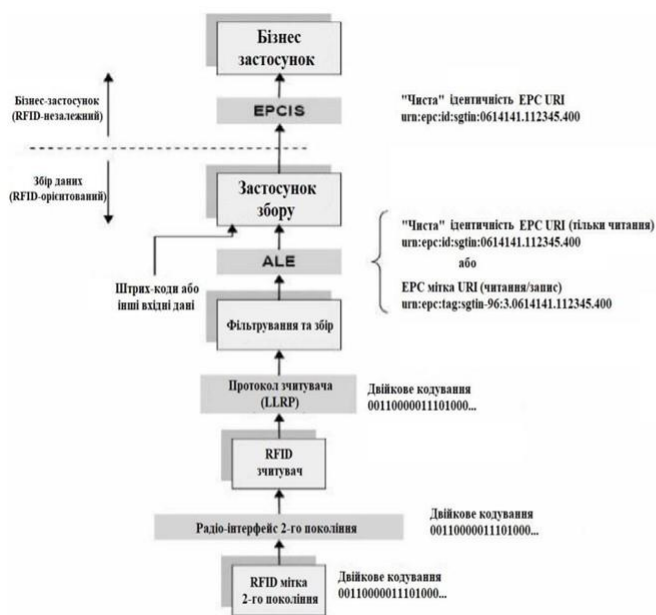 Бізнес
застосунок
Бізнес-застосунок
(RFID-незалежний)
EPCIS
"Чиста" ідентичність EPC URI
urn:epc:id:sgtin:0614141.112345.400
Збір даних
(RFID-орієнтований)
Застосунок
збору
"Чиста" ідентичність EPC URI (тільки читання)
urn:epc:id:sgtin:0614141.112345.400
або
ALE
Штрих-коди або
інші вхідні дані
EPC мітка URI (читання/запис)
urn:epc:tag:sgtin-96:3.0614141.112345.400
Фільтрування та збір
Протокол зчитувача
(LLRP)
Двійкове кодування
00110000011101000...
RFID
зчитувач
Радіо-інтерфейс 2-го покоління
Двійкове кодування
00110000011101000...
RFID мітка
2-го покоління
Двійкове кодування
00110000011101000...